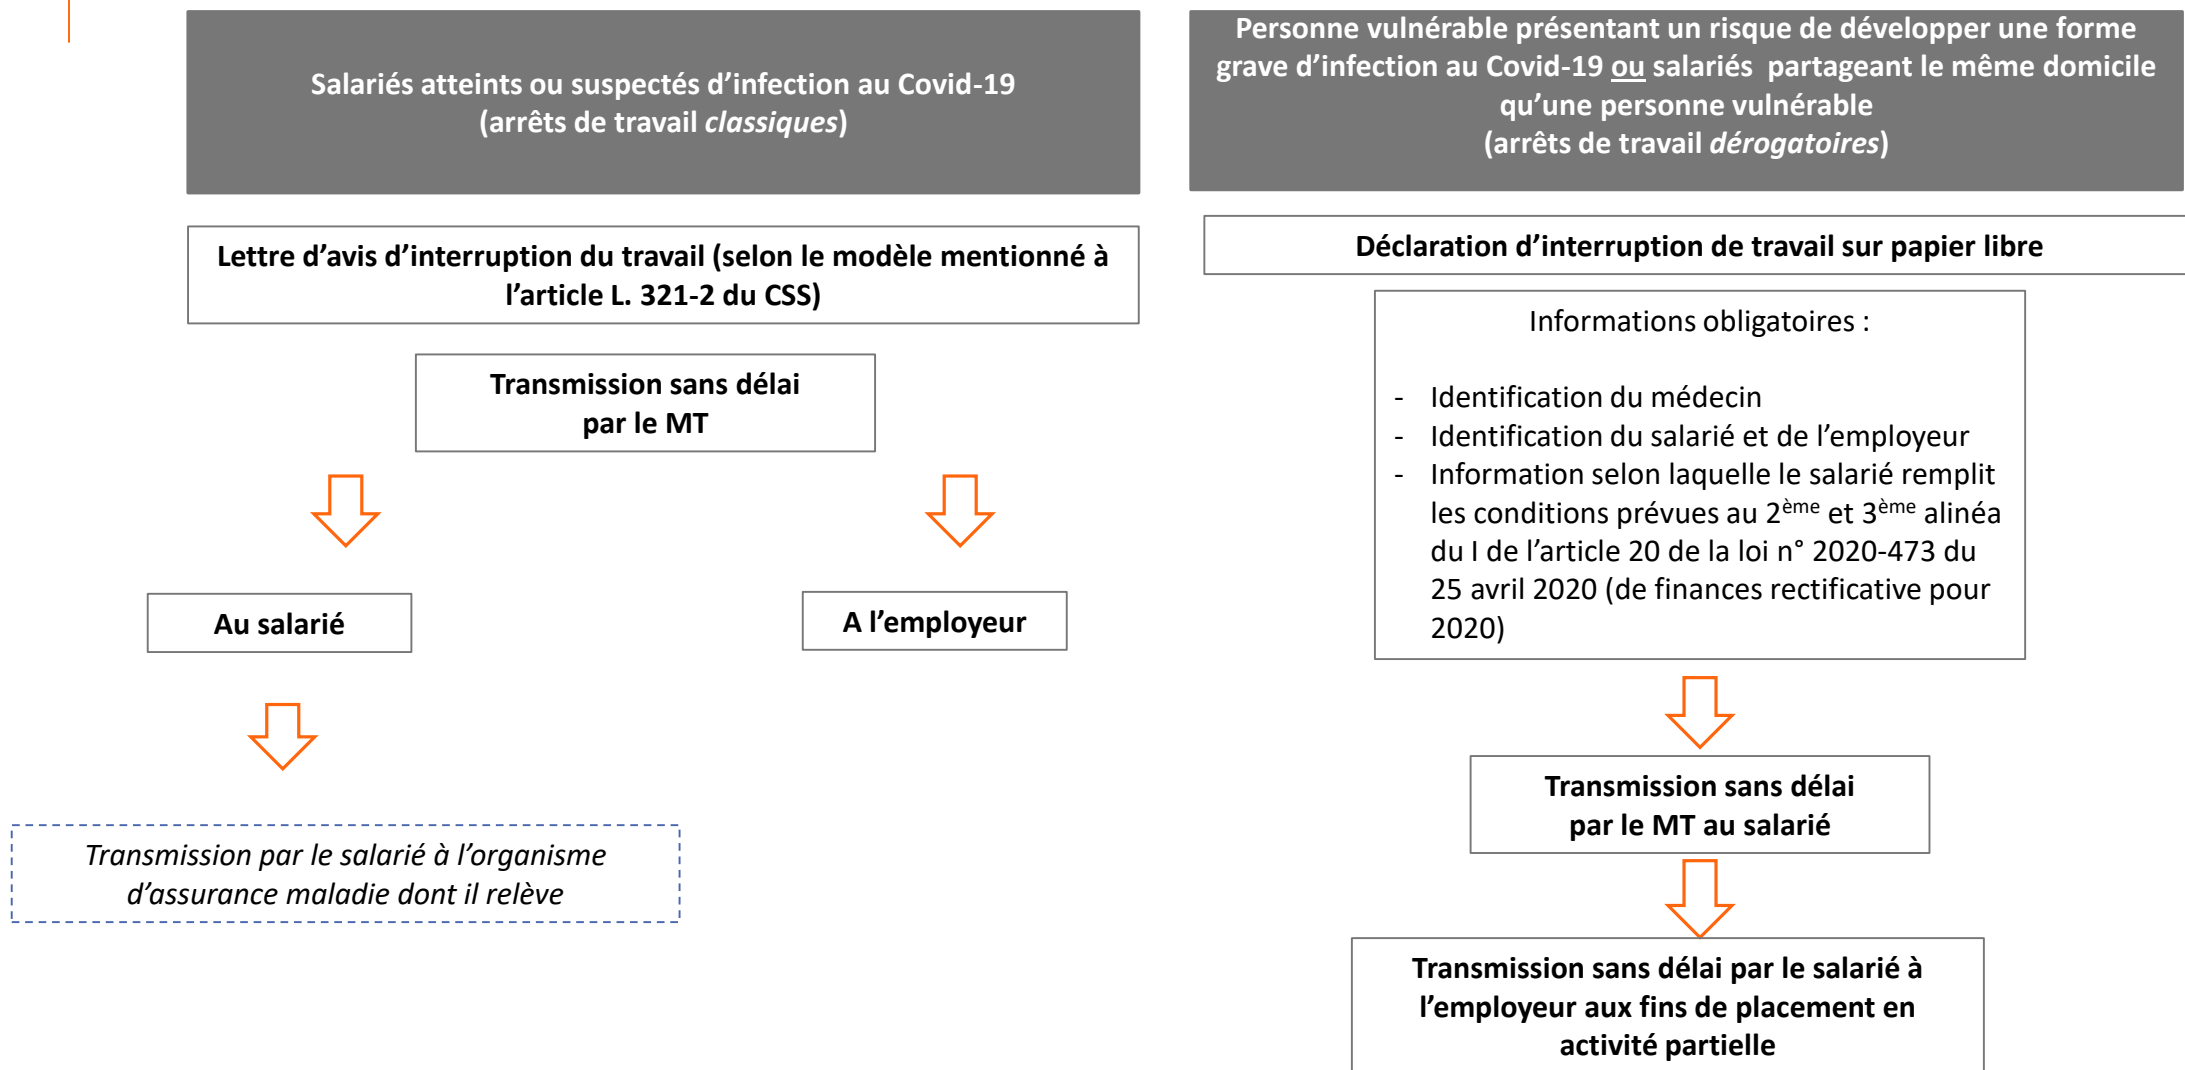 Salariés atteints ou suspectés d’infection au Covid-19
(arrêts de travail classiques)
Lettre d’avis d’interruption du travail (selon le modèle mentionné à
l’article L. 321-2 du CSS)
Transmission sans délai
par le MT
Au salarié
A l’employeur
Transmission par le salarié à l’organisme
d’assurance maladie dont il relève
Personne vulnérable présentant un risque de développer une forme
grave d’infection au Covid-19 ou salariés partageant le même domicile
qu’une personne vulnérable
(arrêts de travail dérogatoires)
Déclaration d’interruption de travail sur papier libre
Informations obligatoires :
- Identification du médecin
- Identification du salarié et de l’employeur
- Information selon laquelle le salarié remplit
les conditions prévues au 2ème et 3ème alinéa
du I de l’article 20 de la loi n° 2020-473 du
25 avril 2020 (de finances rectificative pour
2020)
Transmission sans délai
par le MT au salarié
Transmission sans délai par le salarié à
l’employeur aux fins de placement en
activité partielle